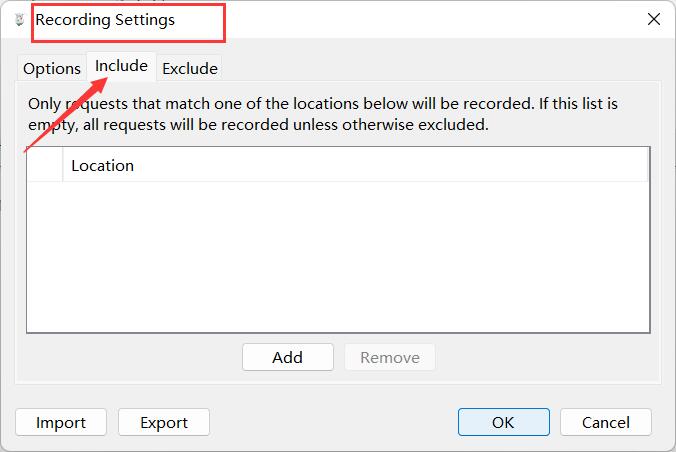 Recording Settings
Options Include Exclude
Only requests that match one of the locations below will be recorded. If this list is
empty, all requests will be recorded unless otherwise excluded.
Location
Add Remove
Import Export OK Cancel